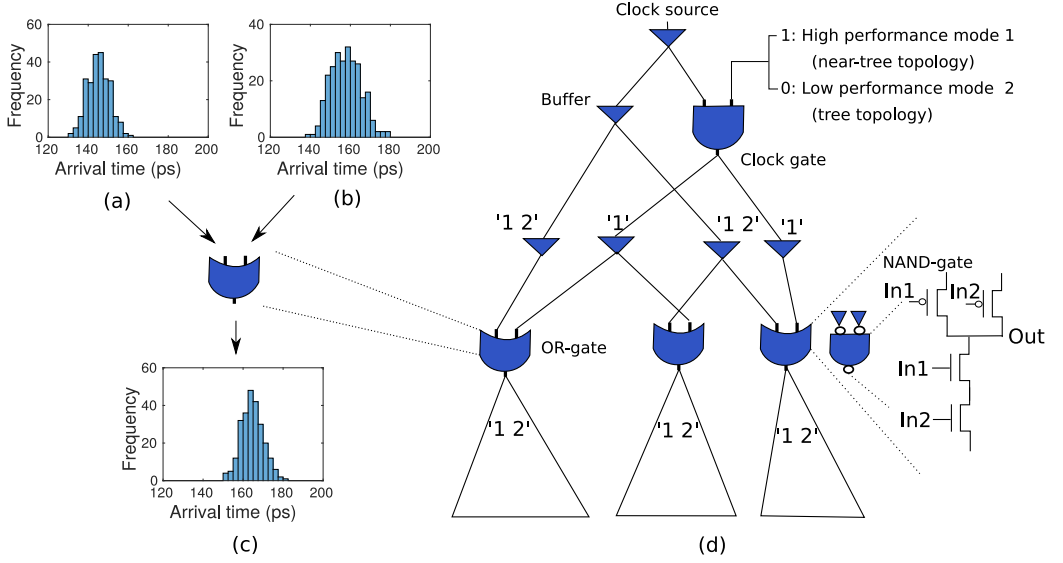 60
40
20
0
120 140 160 180 200
Frequency
Arrival time (ps)
(a)
40
20
0
120 140 160 180 200
Frequency
Arrival time (ps)
(b)
60
40
20
0
120 140 160 180 200
Frequency
Arrival time (ps)
(c)
Clock source
1: High performance mode 1
(near-tree topology)
0: Low performance mode 2
(tree topology)
Buffer
Clock gate
'1 2'
'1'
'1 2'
'1'
OR-gate
NAND-gate
In1
In2
Out
In1
In2
'1 2'
'1 2'
'1 2'
(d)